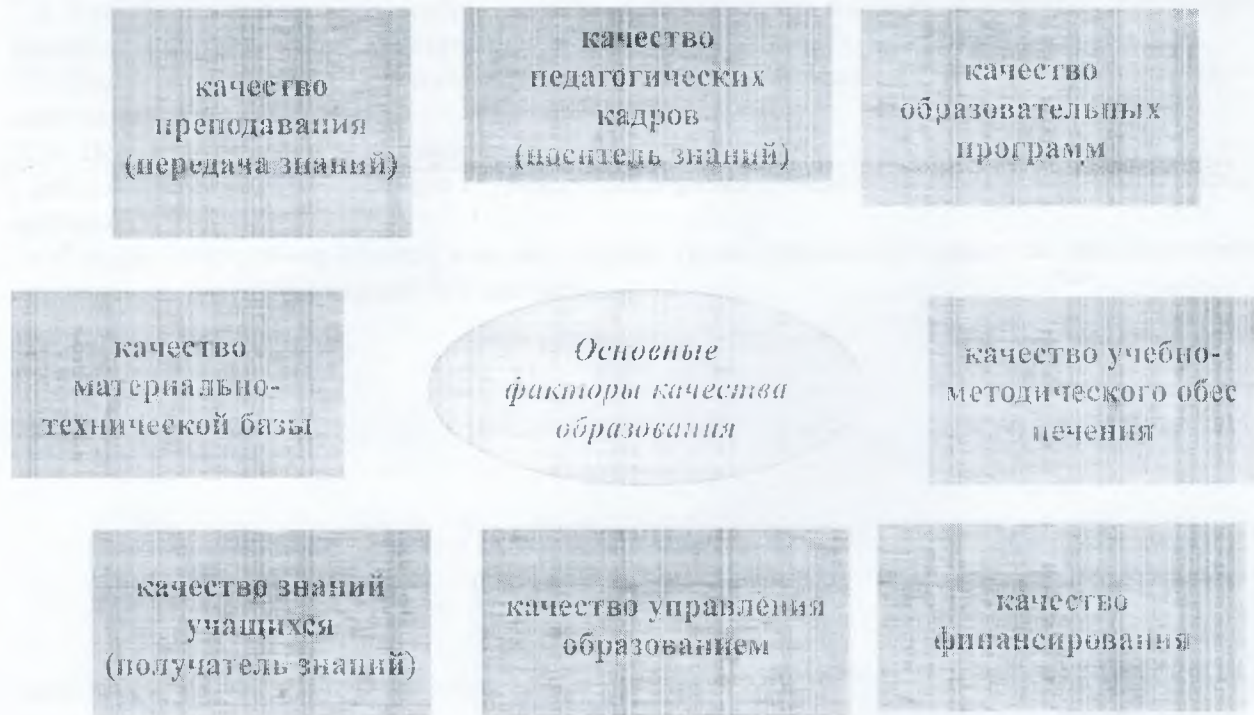 качество
преподавания
(передача знаний)
качество
педагогических
кадров
(носитель знаний)
качество
образовательных
программ
качество
материально-
технической базы
Основные
факторы качества
образования
качество учебно-
методического обес
печения
качество знаний
учащихся
(получатель знаний)
качество управления
образованием
качество
финансирования